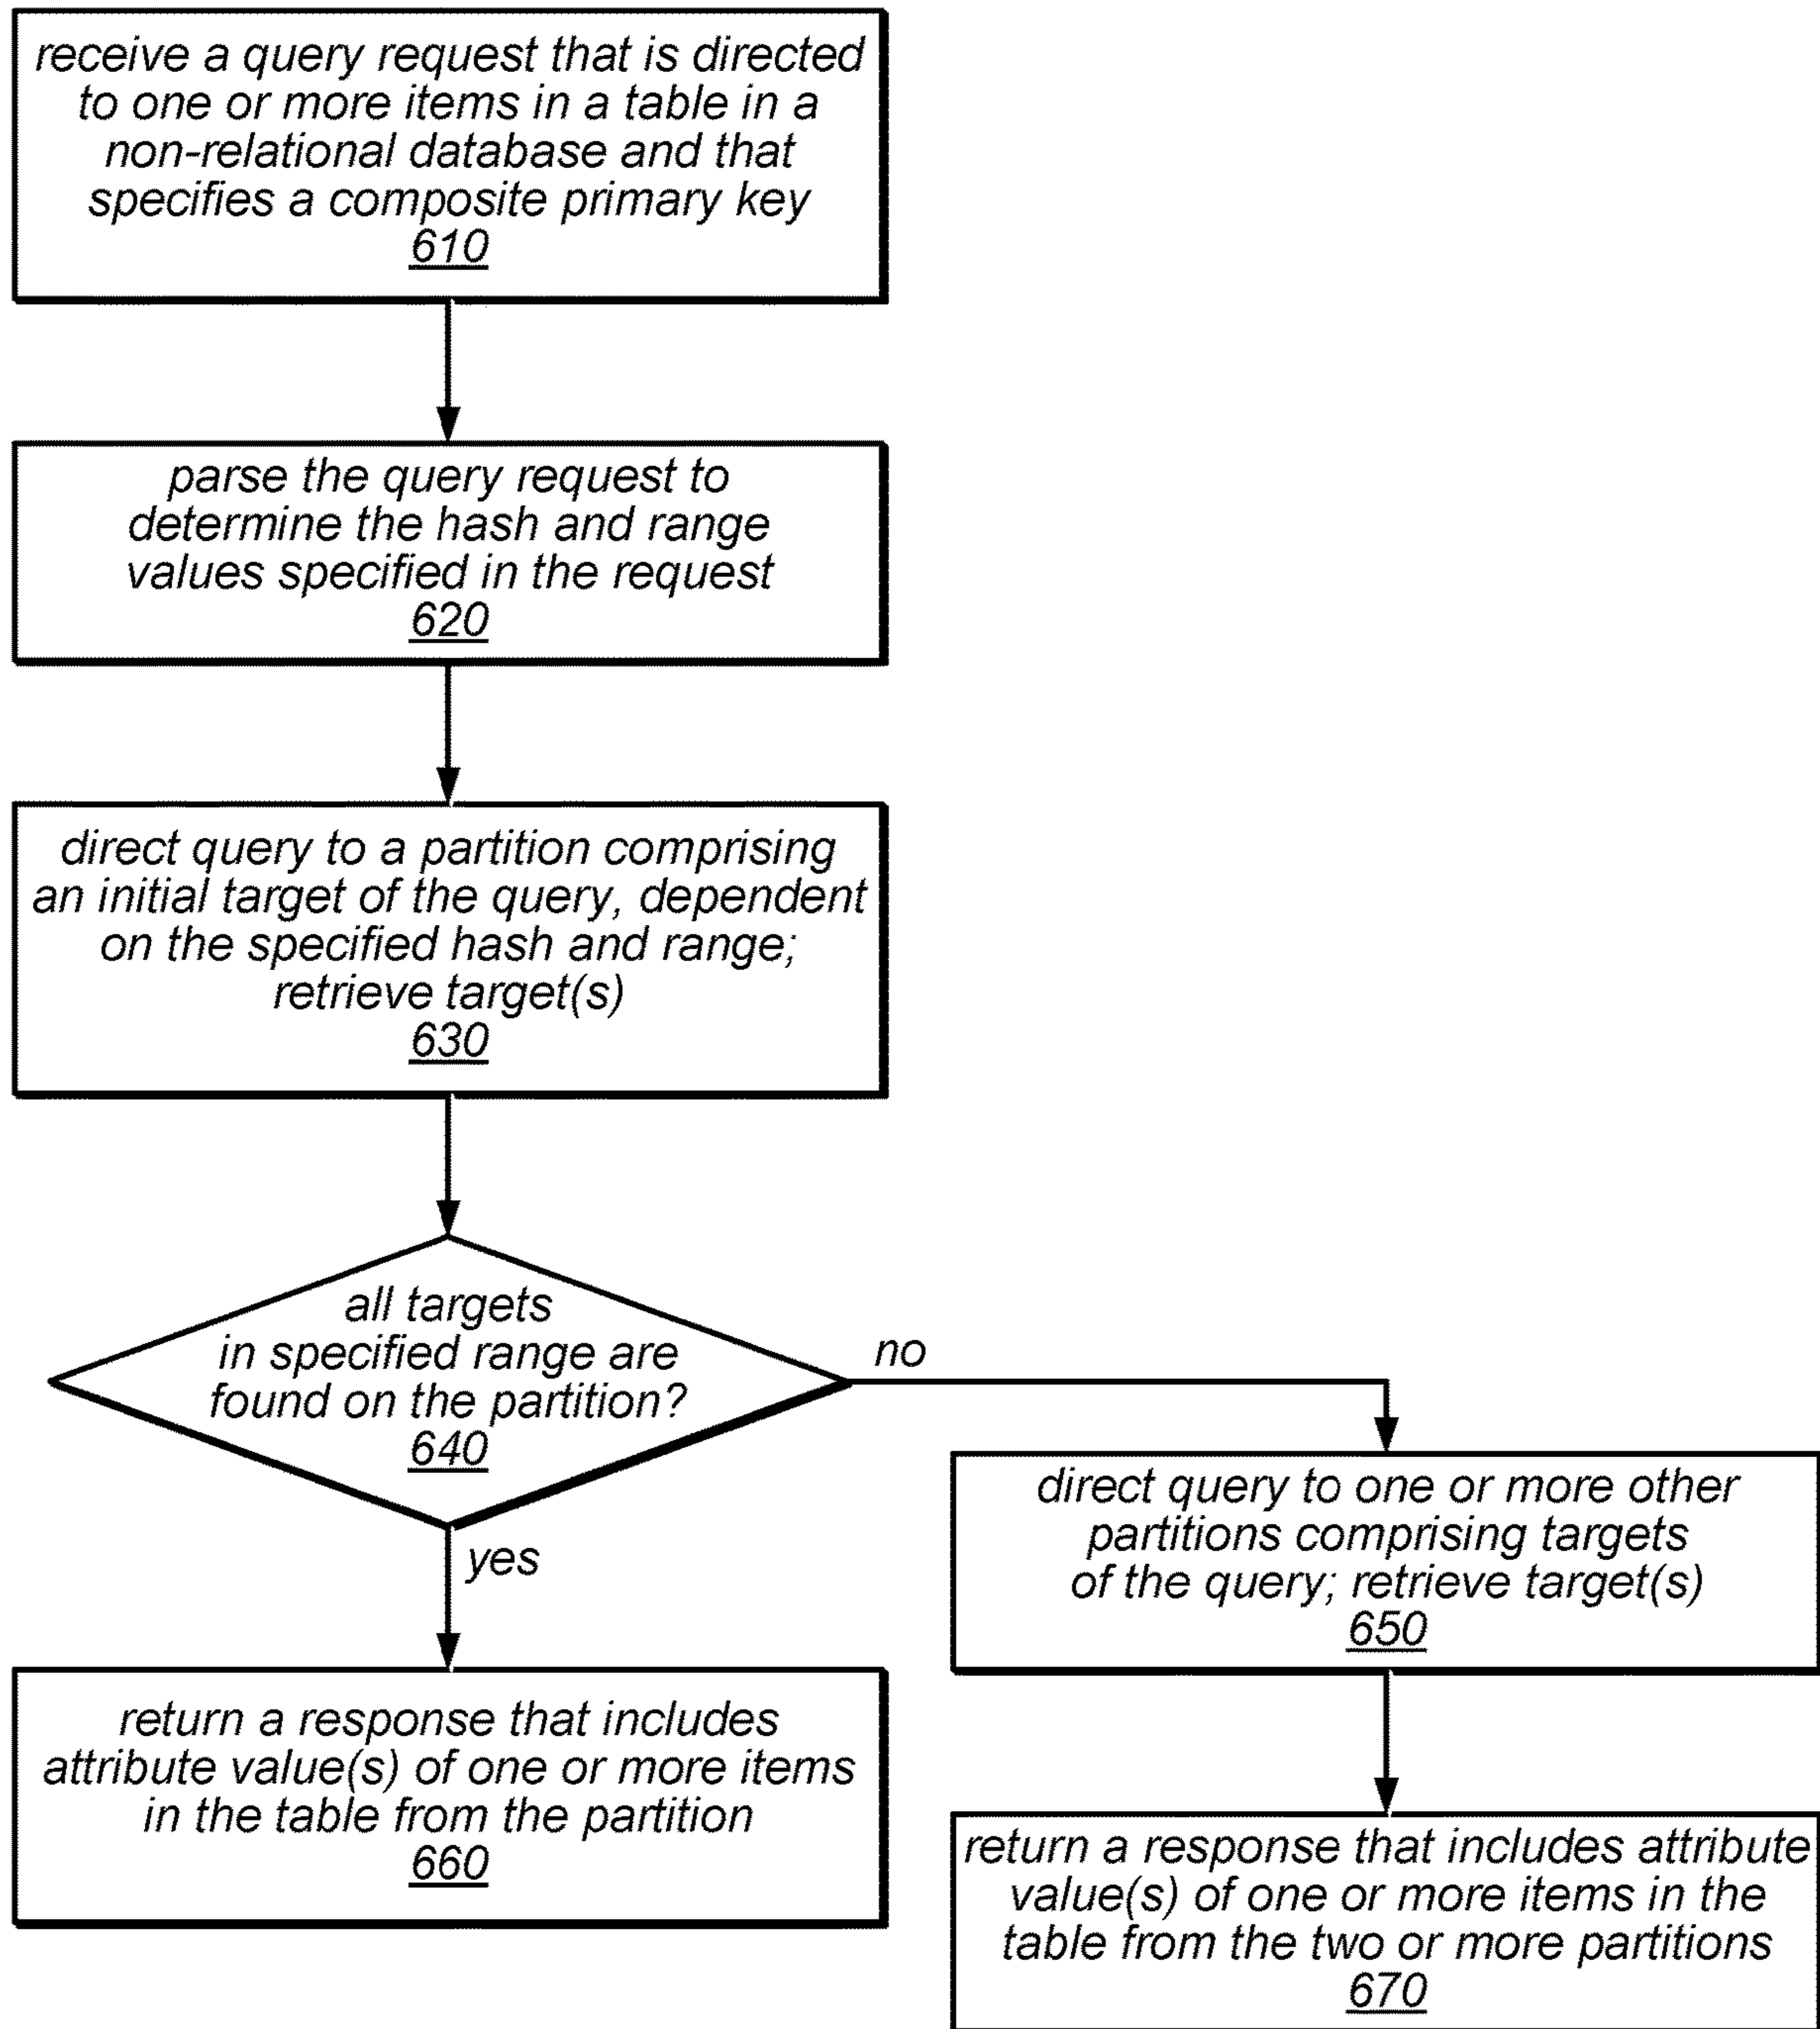 receive a query request that is directed
to one or more items in a table in a
non-relational database and that
specifies a composite primary key
610
parse the query request to
determine the hash and range
values specified in the request
620
direct query to a partition comprising
an initial target of the query, dependent
on the specified hash and range;
retrieve target(s)
630
all targets
in specified range are
found on the partition?
640
no
yes
direct query to one or more other
partitions comprising targets
of the query; retrieve target(s)
650
return a response that includes
attribute value(s) of one or more items
in the table from the partition
660
return a response that includes attribute
value(s) of one or more items in the
table from the two or more partitions
670